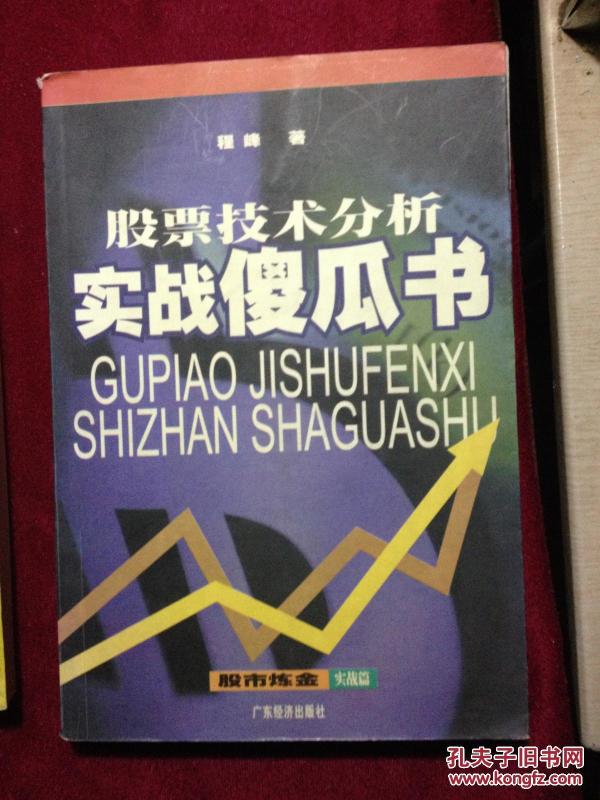 程峰 著
股票技术分析
实战傻瓜书
GUPIAO JISHUFENXI
SHIZHAN SHAGUASHU
股市炼金 实战篇
广东经济出版社
孔夫子旧书网
www.kongfz.com